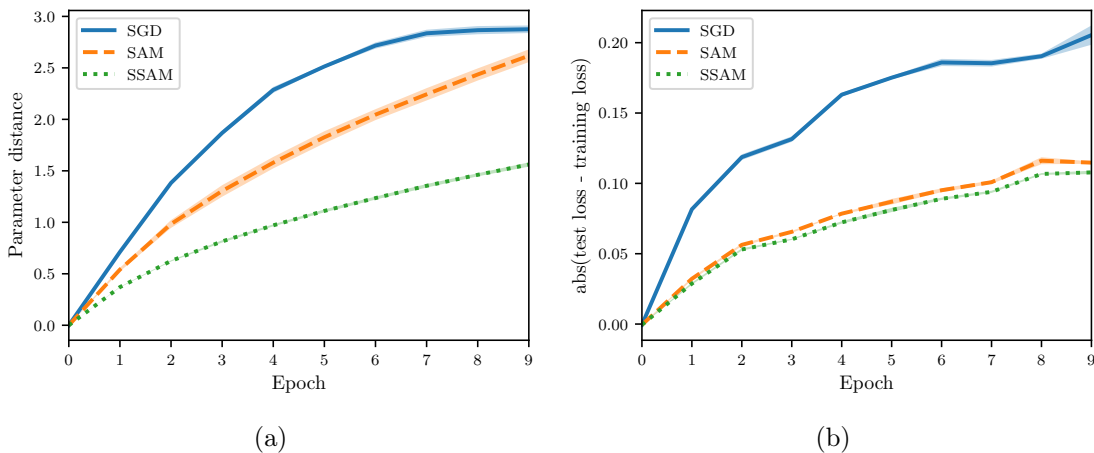 3.0
2.5
2.0
1.5
1.0
0.5
0.0
Parameter distance
SGD
SAM
SSAM
0 1 2 3 4 5 6 7 8 9
Epoch
(a)
0.20
0.15
0.10
0.05
0.00
abs(test loss - training loss)
SGD
SAM
SSAM
0 1 2 3 4 5 6 7 8 9
Epoch
(b)